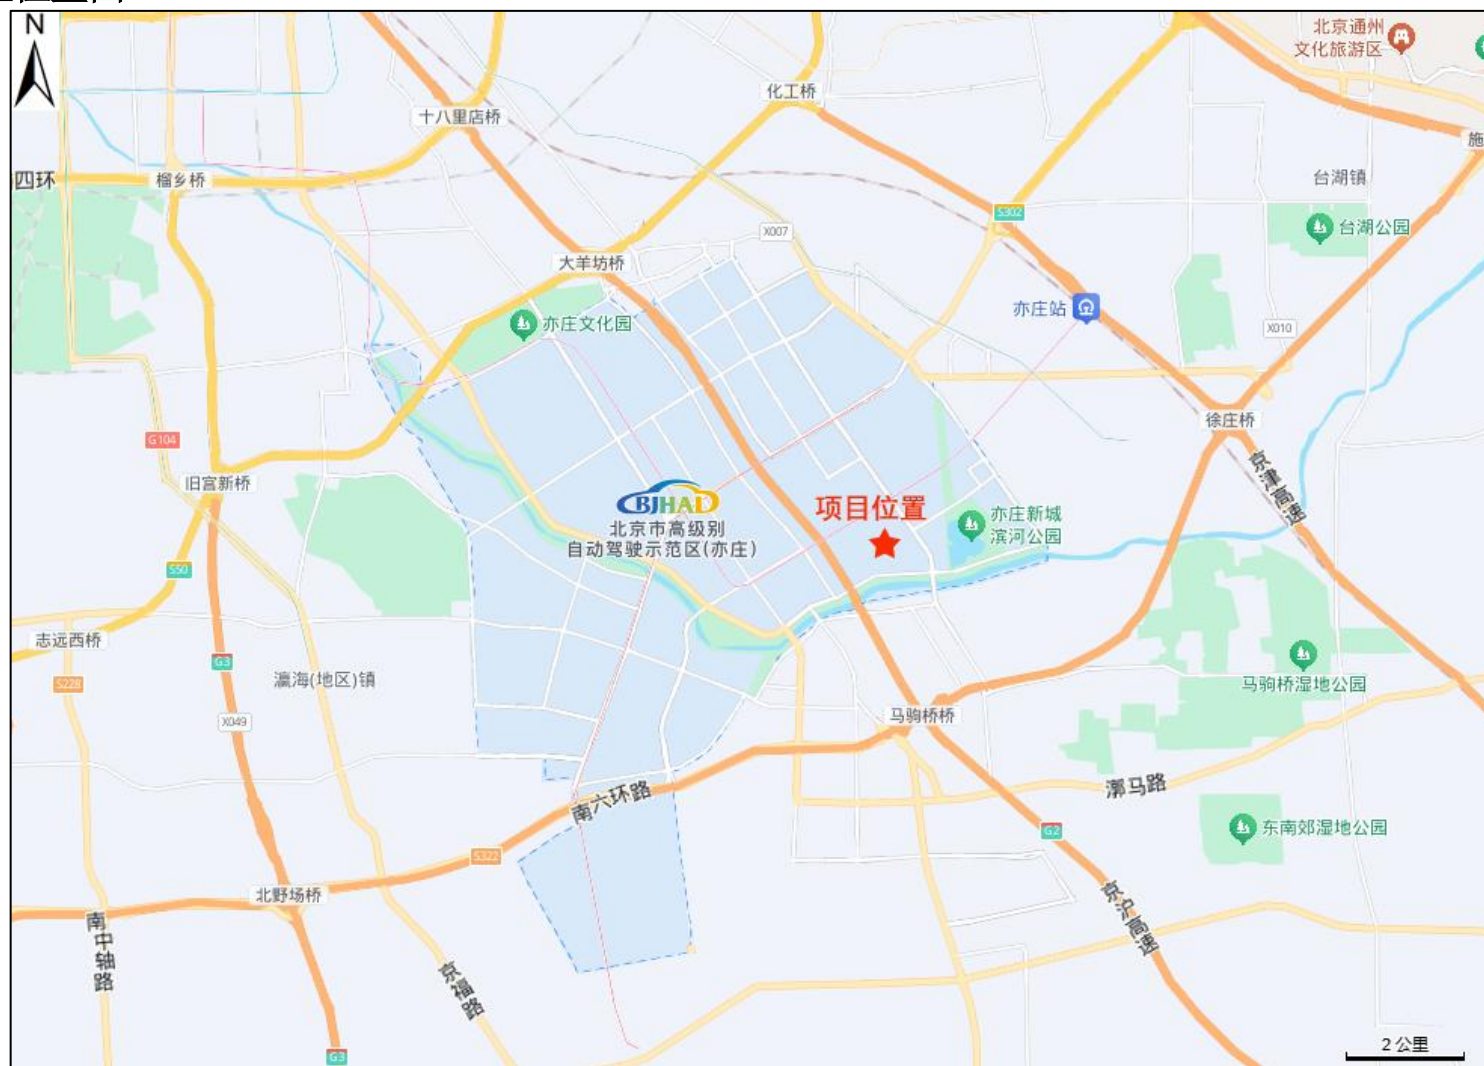 N
北京通州
文化旅游区
化工桥
十八里店桥
施
四环
榴乡桥
台湖镇
S302
X007
台湖公园
大羊坊桥
亦庄站
亦庄文化园
X010
徐庄桥
G104
京津高速
旧宫新桥
BJHAD
北京市高级别
自动驾驶示范区(亦庄)
项目位置
亦庄新城
滨河公园
S50
志远西桥
G3
瀛海(地区)镇
S228
马驹桥湿地公园
X049
马驹桥桥
漷马路
南六环路
G2
东南郊湿地公园
S322
北野场桥
南中轴路
京沪高速
京福路
G3
2 公里